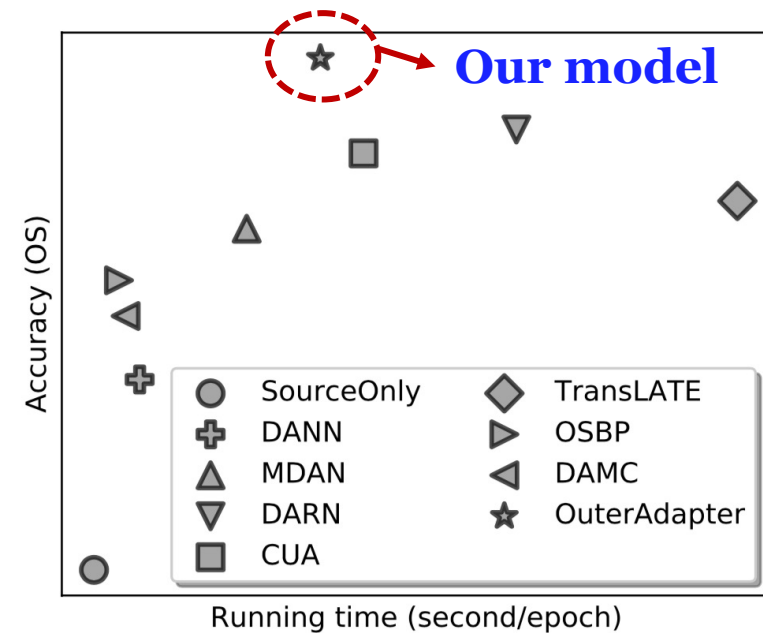 Our model
Accuracy (OS)
SourceOnly
DANN
MDAN
DARN
CUA
TransLATE
OSBP
DAMC
OuterAdapter
Running time (second/epoch)